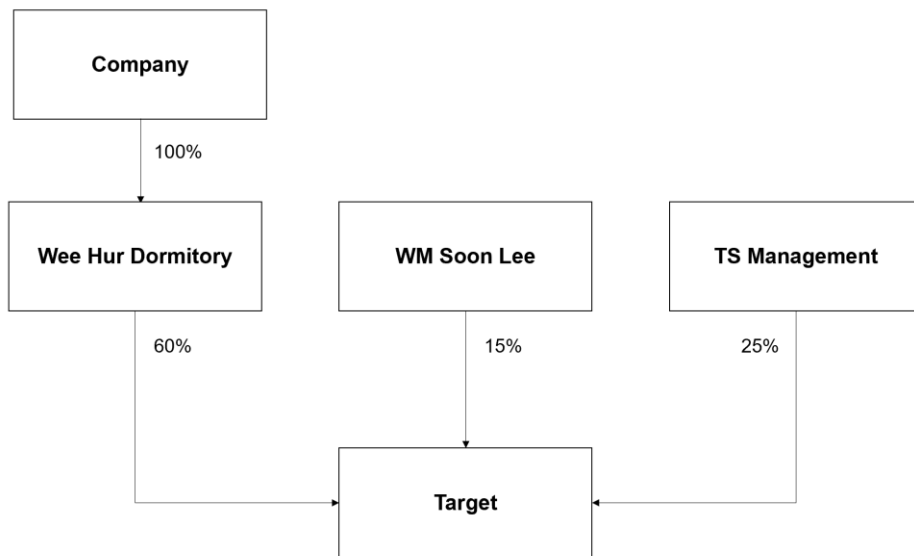 Company
100%
Wee Hur Dormitory
WM Soon Lee
TS Management
60%
15%
25%
Target